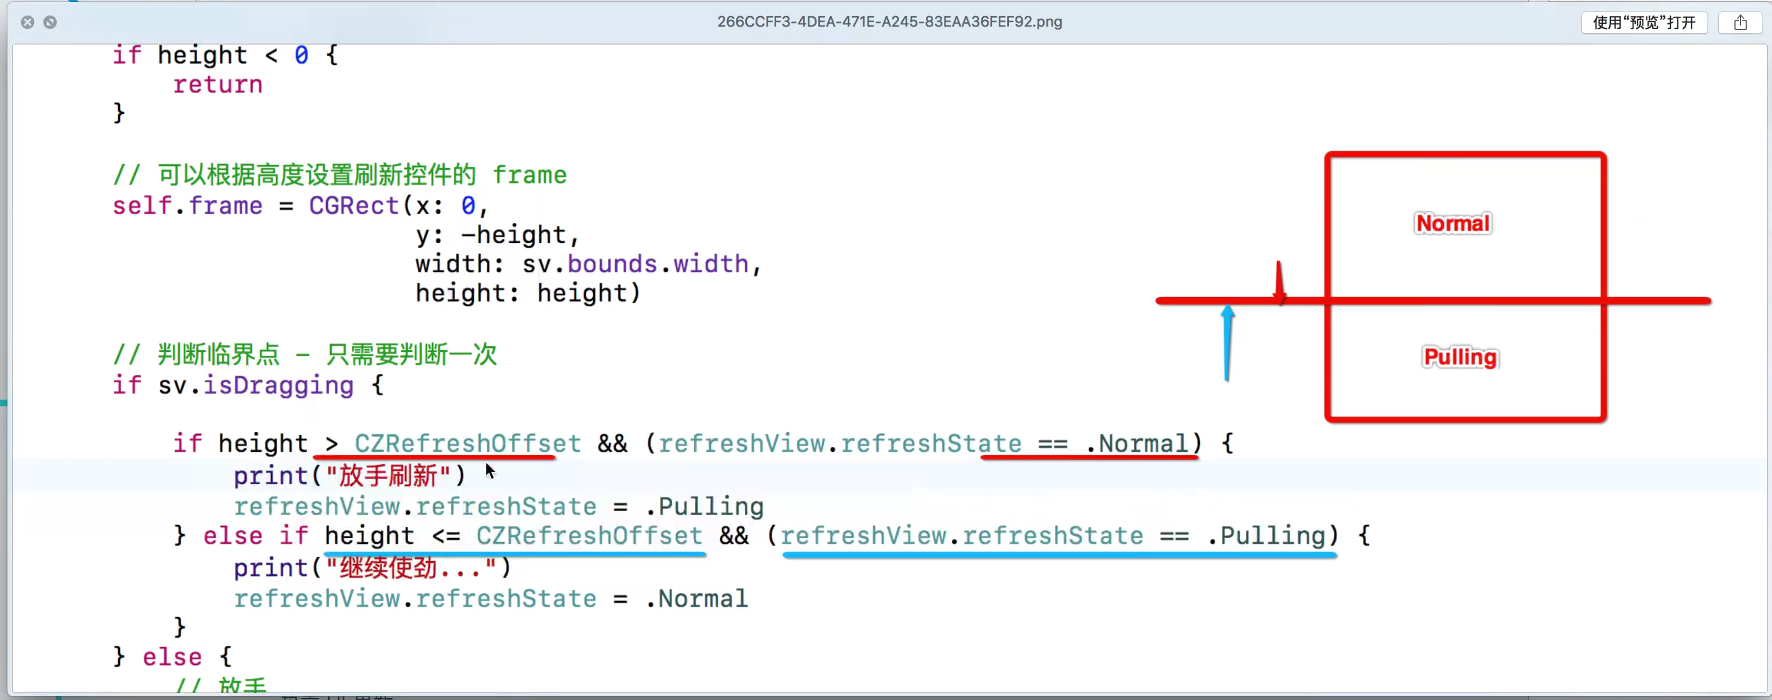 266CCFF3-4DEA-471E-A245-83EAA36FEF92.png
使用“预览”打开
if height < 0 {
return
}
// 可以根据高度设置刷新控件的 frame
self.frame = CGRect(x: 0,
y: -height,
width: sv.bounds.width,
height: height)
Normal
Pulling
// 判断临界点 - 只需要判断一次
if sv.isDragging {
if height > CZRefreshOffset && (refreshView.refreshState == .Normal) {
print("放手刷新")
refreshView.refreshState = .Pulling
} else if height <= CZRefreshOffset && (refreshView.refreshState == .Pulling) {
print("继续使劲...")
refreshView.refreshState = .Normal
}
} else {
// 放手